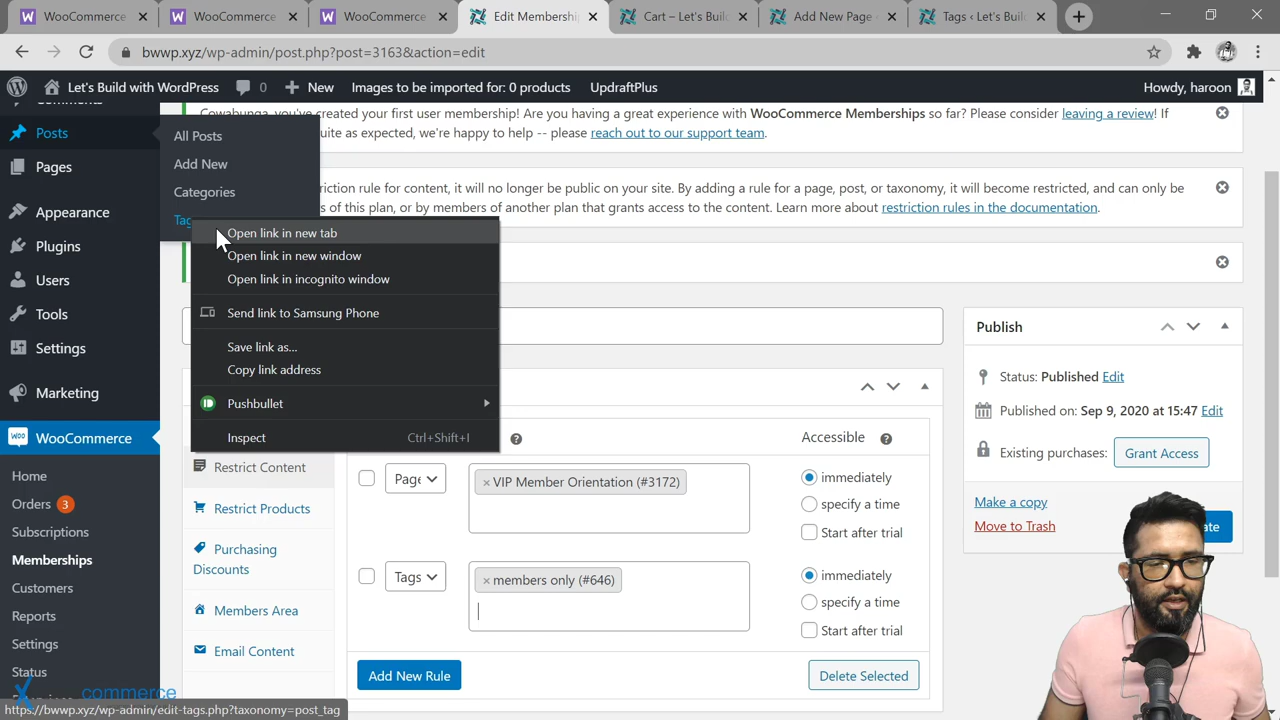 WooCommerce
WooCommerce
WooCommerce
Edit Membership
Cart – Let's Build
Add New Page
Tags ‹ Let's Build
bwwp.xyz/wp-admin/post.php?post=3163&action=edit
Let's Build with WordPress
0
New
Images to be imported for: 0 products
UpdraftPlus
Howdy, haroon
Comments
Posts
Pages
Appearance
Plugins
Users
Tools
Settings
Marketing
WooCommerce
Home
Orders 3
Subscriptions
Memberships
Customers
Reports
Settings
Status
All Posts
Add New
Categories
Open link in new tab
Open link in new window
Open link in incognito window
Send link to Samsung Phone
Save link as...
Copy link address
Pushbullet
Inspect
Ctrl+Shift+I
Cowabunga, you've created your first user membership! Are you having a great experience with WooCommerce Memberships so far? Please consider leaving a review! If
quite as expected, we're happy to help -- please reach out to our support team.
rule for content, it will no longer be public on your site. By adding a rule for a page, post, or taxonomy, it will become restricted, and can only be
of this plan, or by members of another plan that grants access to the content. Learn more about restriction rules in the documentation.
Restrict Content
Restrict Products
Purchasing
Discounts
Members Area
Email Content
Accessible
Page
×VIP Member Orientation (#3172)
immediately
specify a time
Start after trial
Tags
×members only (#646)
immediately
specify a time
Start after trial
Add New Rule
Delete Selected
Publish
Status: Published Edit
Published on: Sep 9, 2020 at 15:47 Edit
Existing purchases:
Grant Access
Make a copy
Move to Trash
commerce
https://bwwp.xyz/wp-admin/edit-tags.php?taxonomy=post_tag